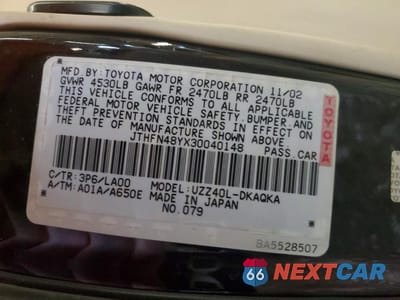 MFD.BY:TOYOTA MOTOR CORPORATION 11/02
GVWR 4530LB GAWR FR 2470LB RR 2470LB
THIS VEHICLE CONFORMS TO ALL APPLICABLE
FEDERAL MOTOR VEHICLE SAFETY,BUMPER,AND
THEFT PREVENTION STANDARDS IN EFFECT ON
THE DATE OF MANUFACTURE SHOWN ABOVE.
JTHFN48YX30040148 PASS.CAR
TOYOTA
C/TR:3P6/LA00 MODEL:UZZ40L-DKAQKA
A/TM:A01A/A650E MADE IN JAPAN
NO.079
BA5528507
66 NEXTCAR